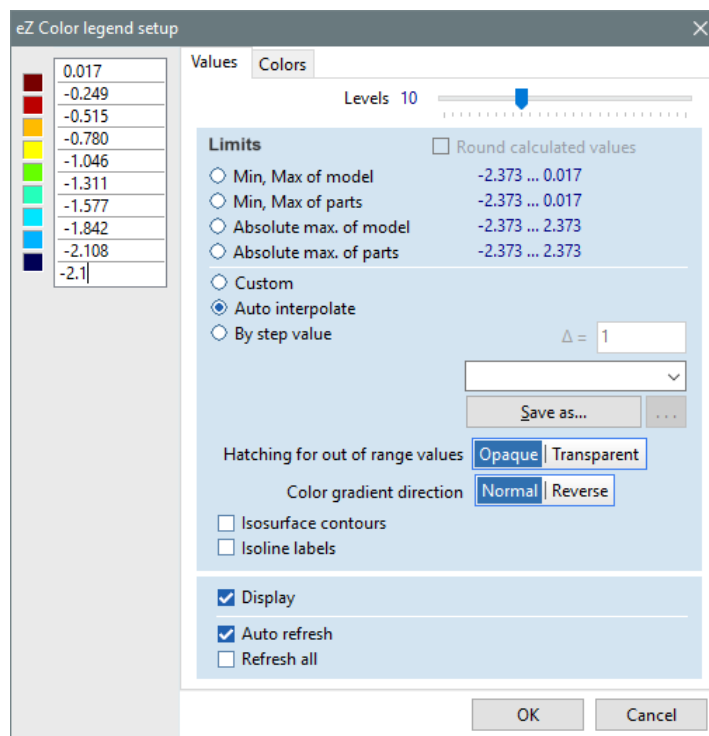 eZ Color legend setup
0.017
-0.249
-0.515
-0.780
-1.046
-1.311
-1.577
-1.842
-2.108
-2.1
Values Colors
Levels 10
Limits Round calculated values
Min, Max of model -2.373 ... 0.017
Min, Max of parts -2.373 ... 0.017
Absolute max. of model -2.373 ... 2.373
Absolute max. of parts -2.373 ... 2.373
Custom
Auto interpolate
By step value Δ = 1
Save as... ...
Hatching for out of range values Opaque | Transparent
Color gradient direction Normal | Reverse
Isosurface contours
Isoline labels
Display
Auto refresh
Refresh all
OK Cancel